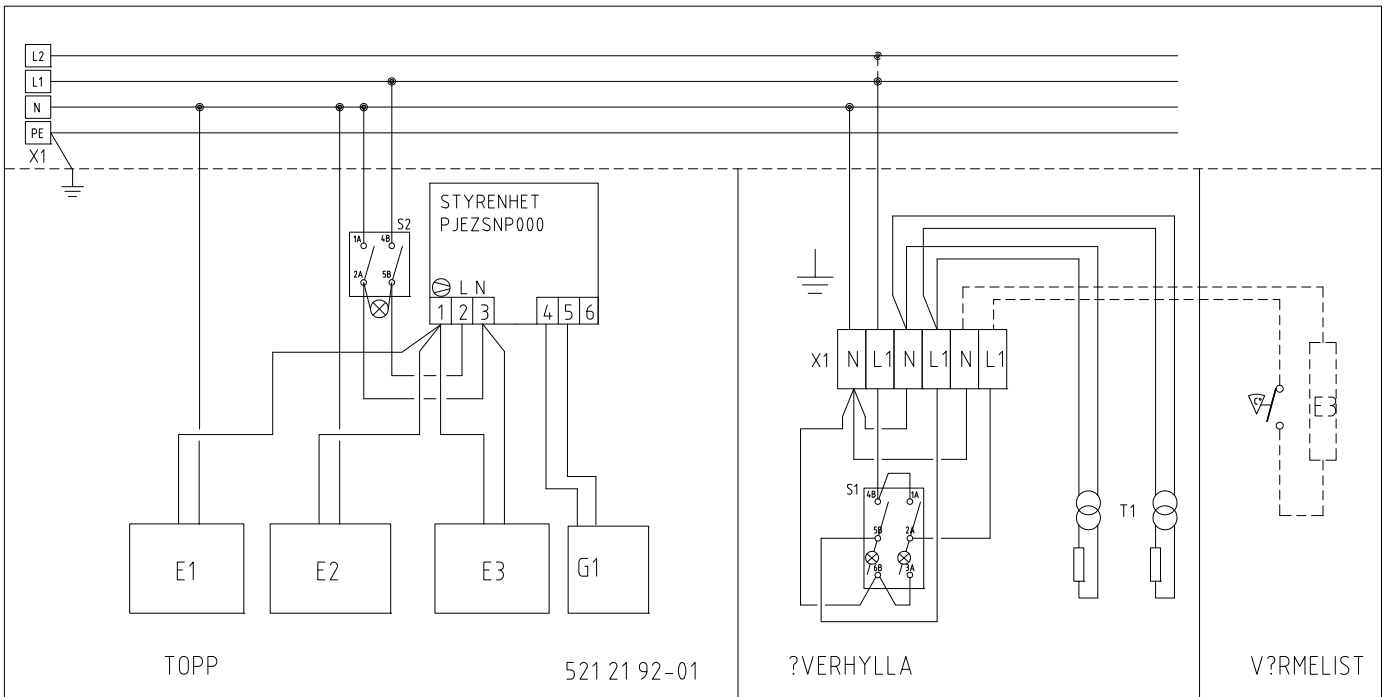 L2
L1
N
PE
X1
STYRENHET
PJEZSNP000
S2
1A 4B
2A 5B
L N
1 2 3 4 5 6
X1 N L1 N L1 N L1
C°
E3
S1
4B 1A
5B 2A
6B 3A
T1
E1 E2 E3 G1
TOPP 521 21 92-01 ?VERHYLLA V?RMELIST